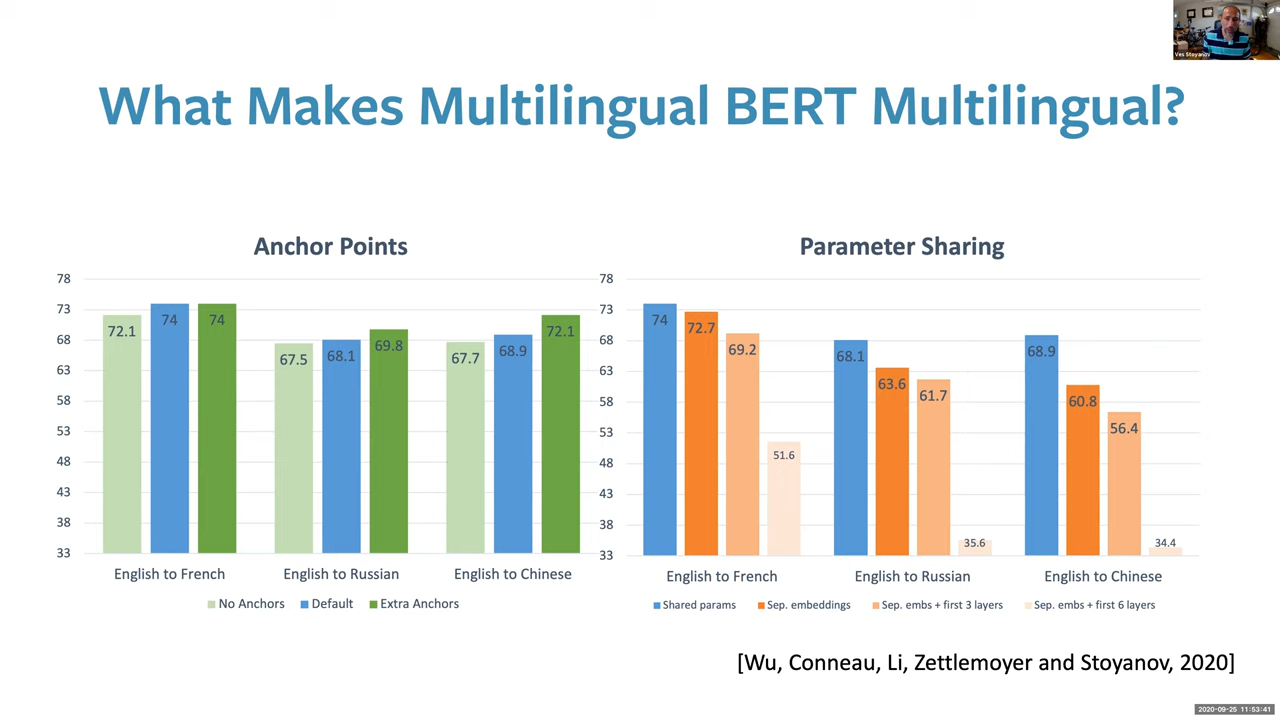 Ves Stoyanov
What Makes Multilingual BERT Multilingual?
Anchor Points
78
73
68
63
58
53
48
43
38
33
72.1
74
74
67.5
68.1
69.8
67.7
68.9
72.1
English to French
English to Russian
English to Chinese
No Anchors
Default
Extra Anchors
Parameter Sharing
78
73
68
63
58
53
48
43
38
33
74
72.7
69.2
51.6
68.1
63.6
61.7
35.6
68.9
60.8
56.4
34.4
English to French
English to Russian
English to Chinese
Shared params
Sep. embeddings
Sep. embs + first 3 layers
Sep. embs + first 6 layers
[Wu, Conneau, Li, Zettlemoyer and Stoyanov, 2020]
2020-09-25 11:53:41